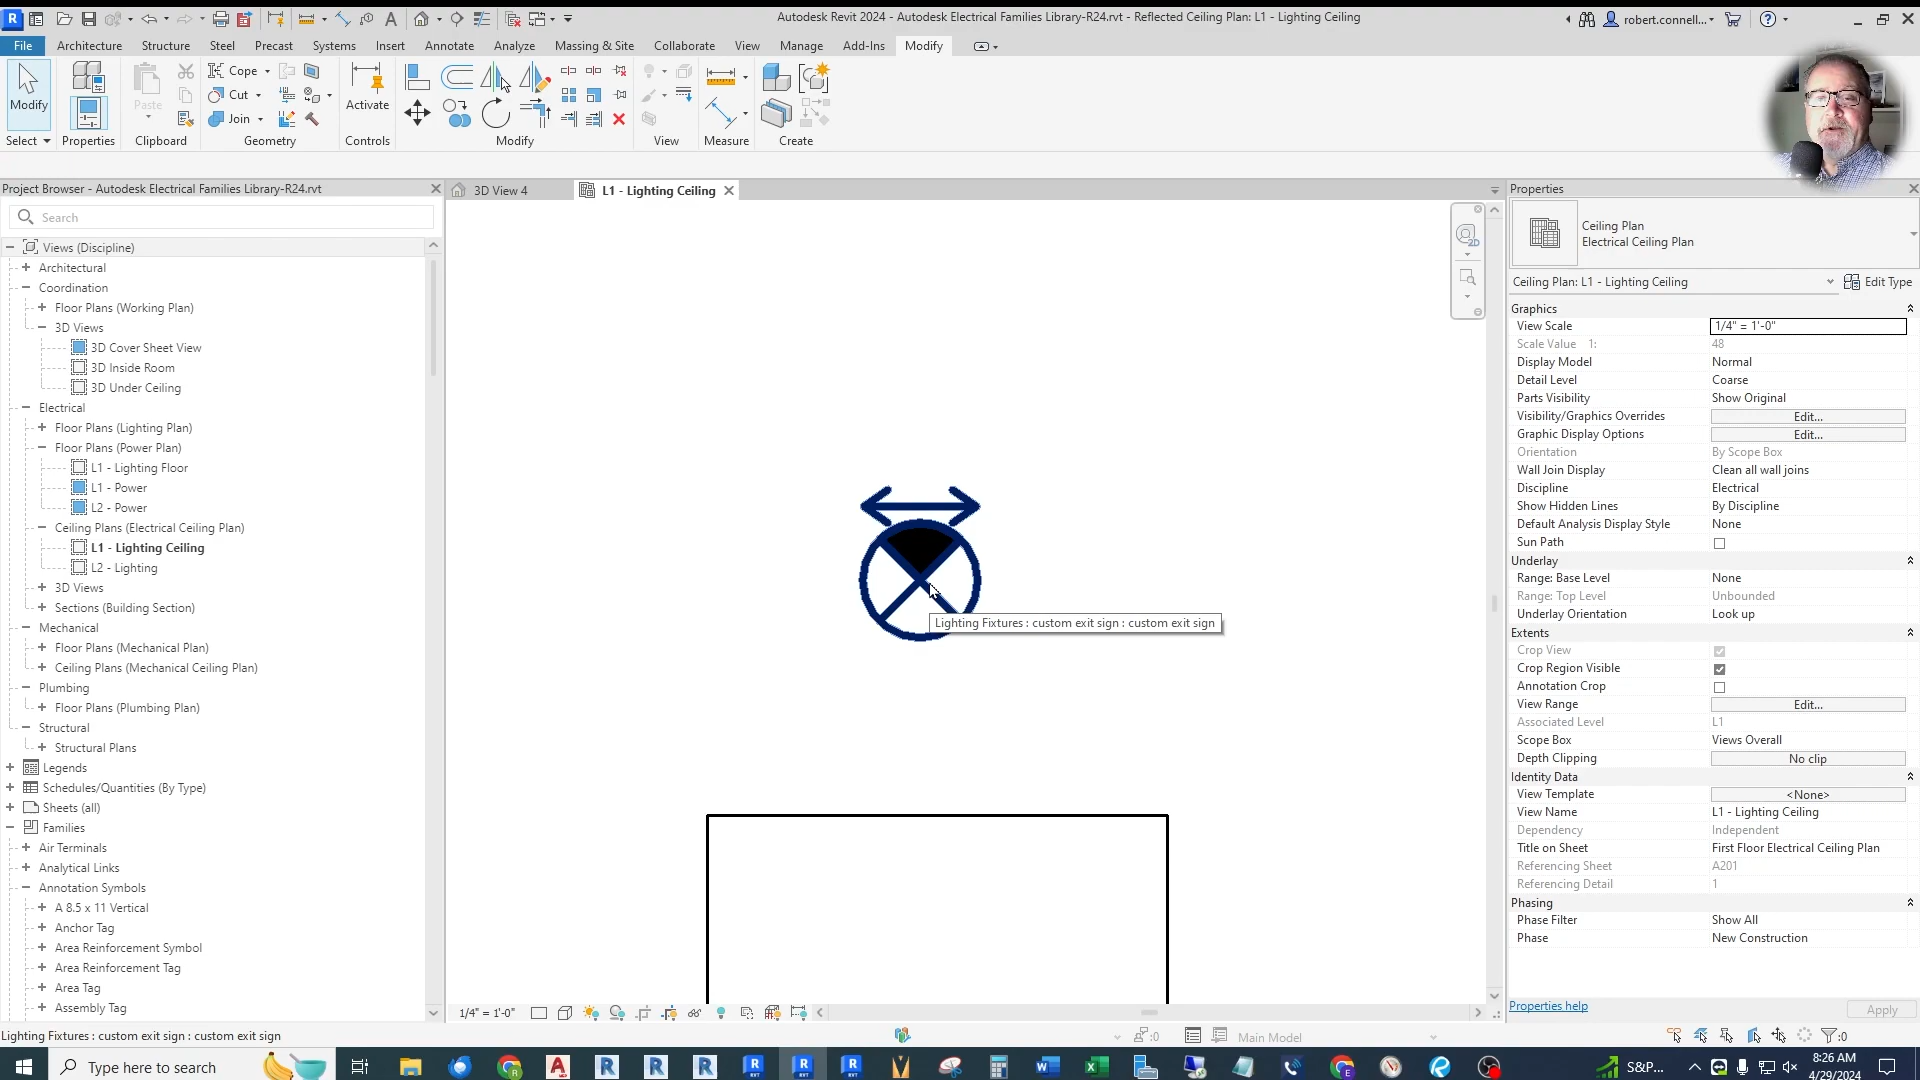 Autodesk Revit 2024 - Autodesk Electrical Families Library-R24.rvt - Reflected Ceiling Plan: L1 - Lighting Ceiling
robert.connell...
File Architecture Structure Steel Precast Systems Insert Annotate Analyze Massing & Site Collaborate View Manage Add-Ins Modify
Modify
Paste
Cope
Cut
Join
Activate
Select Properties Clipboard Geometry Controls Modify View Measure Create
Project Browser - Autodesk Electrical Families Library-R24.rvt
Search
Views (Discipline)
Architectural
Coordination
Floor Plans (Working Plan)
3D Views
3D Cover Sheet View
3D Inside Room
3D Under Ceiling
Electrical
Floor Plans (Lighting Plan)
Floor Plans (Power Plan)
L1 - Lighting Floor
L1 - Power
L2 - Power
Ceiling Plans (Electrical Ceiling Plan)
L1 - Lighting Ceiling
L2 - Lighting
3D Views
Sections (Building Section)
Mechanical
Floor Plans (Mechanical Plan)
Ceiling Plans (Mechanical Ceiling Plan)
Plumbing
Floor Plans (Plumbing Plan)
Structural
Structural Plans
Legends
Schedules/Quantities (By Type)
Sheets (all)
Families
Air Terminals
Analytical Links
Annotation Symbols
A 8.5 x 11 Vertical
Anchor Tag
Area Reinforcement Symbol
Area Reinforcement Tag
Area Tag
Assembly Tag
3D View 4
L1 - Lighting Ceiling
2D
Lighting Fixtures : custom exit sign : custom exit sign
1/4" = 1'-0"
Properties
Ceiling Plan
Electrical Ceiling Plan
Ceiling Plan: L1 - Lighting Ceiling Edit Type
Graphics
View Scale 1/4" = 1'-0"
Scale Value 1: 48
Display Model Normal
Detail Level Coarse
Parts Visibility Show Original
Visibility/Graphics Overrides Edit...
Graphic Display Options Edit...
Orientation By Scope Box
Wall Join Display Clean all wall joins
Discipline Electrical
Show Hidden Lines By Discipline
Default Analysis Display Style None
Sun Path
Underlay
Range: Base Level None
Range: Top Level Unbounded
Underlay Orientation Look up
Extents
Crop View
Crop Region Visible
Annotation Crop
View Range Edit...
Associated Level L1
Scope Box Views Overall
Depth Clipping No clip
Identity Data
View Template <None>
View Name L1 - Lighting Ceiling
Dependency Independent
Title on Sheet First Floor Electrical Ceiling Plan
Referencing Sheet A201
Referencing Detail 1
Phasing
Phase Filter Show All
Phase New Construction
Properties help
Apply
Lighting Fixtures : custom exit sign : custom exit sign
:0
Main Model
:0
Type here to search
S&P...
8:26 AM
4/29/2024